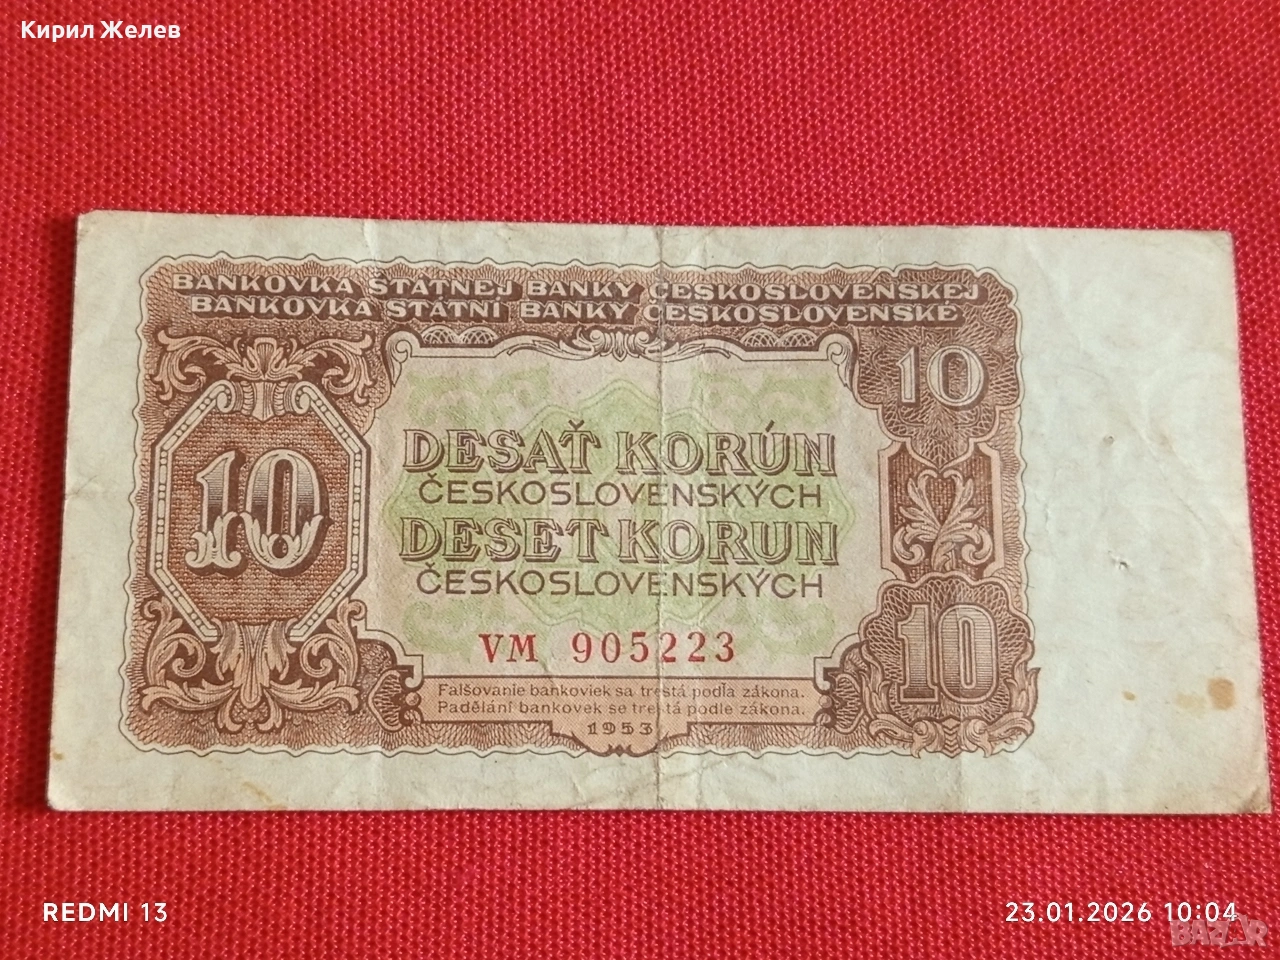 Кирил Желев
BANKOVKA ŠTÁTNEJ BANKY ČESKOSLOVENSKEJ
BANKOVKA STÁTNÍ BANKY ČESKOSLOVENSKÉ
10
10
DESAŤ KORÚN
ČESKOSLOVENSKÝCH
DESET KORUN
ČESKOSLOVENSKÝCH
10
VM 905223
Falšovanie bankoviek sa trestá podľa zákona.
Padělání bankovek se trestá podle zákona.
1953
REDMI 13
23.01.2026 10:04
BAZAR